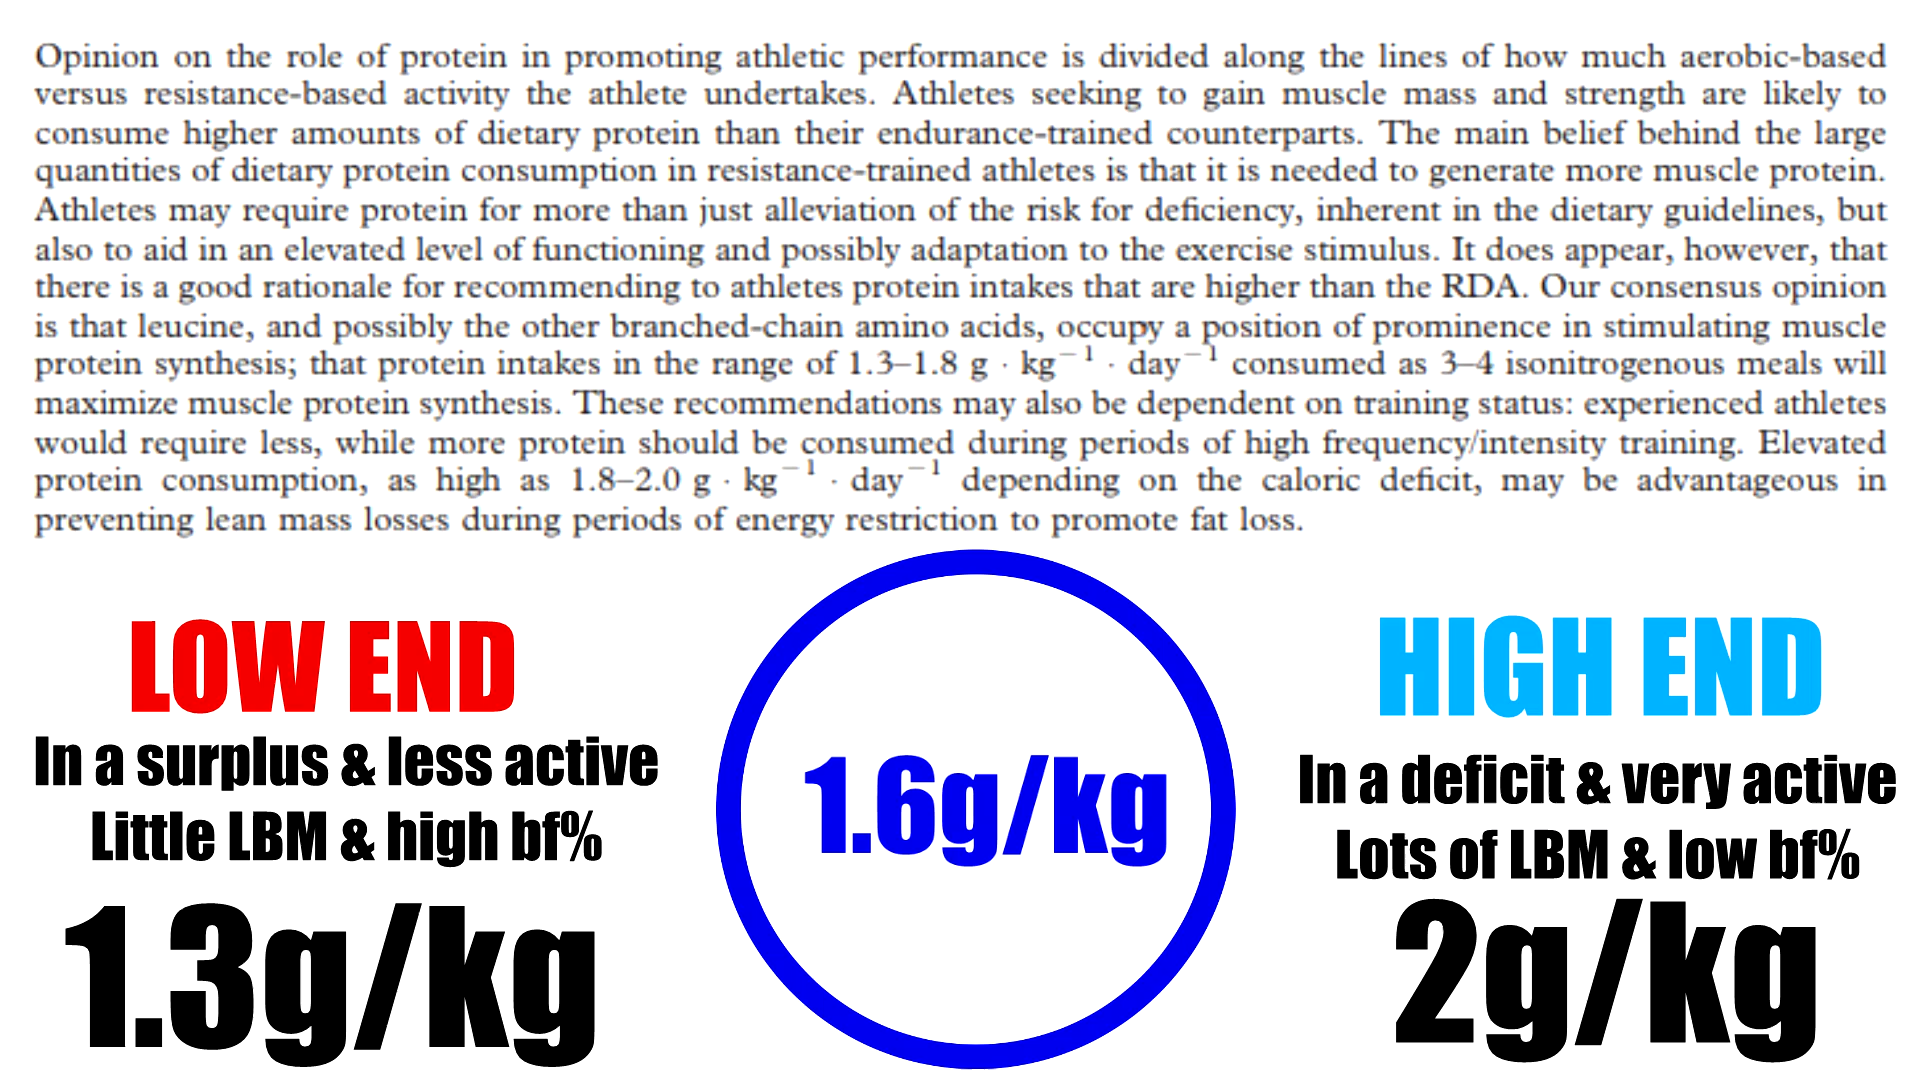 Opinion on the role of protein in promoting athletic performance is divided along the lines of how much aerobic-based
versus resistance-based activity the athlete undertakes. Athletes seeking to gain muscle mass and strength are likely to
consume higher amounts of dietary protein than their endurance-trained counterparts. The main belief behind the large
quantities of dietary protein consumption in resistance-trained athletes is that it is needed to generate more muscle protein.
Athletes may require protein for more than just alleviation of the risk for deficiency, inherent in the dietary guidelines, but
also to aid in an elevated level of functioning and possibly adaptation to the exercise stimulus. It does appear, however, that
there is a good rationale for recommending to athletes protein intakes that are higher than the RDA. Our consensus opinion
is that leucine, and possibly the other branched-chain amino acids, occupy a position of prominence in stimulating muscle
protein synthesis; that protein intakes in the range of 1.3–1.8 g · kg⁻¹ · day⁻¹ consumed as 3–4 isonitrogenous meals will
maximize muscle protein synthesis. These recommendations may also be dependent on training status: experienced athletes
would require less, while more protein should be consumed during periods of high frequency/intensity training. Elevated
protein consumption, as high as 1.8–2.0 g · kg⁻¹ · day⁻¹ depending on the caloric deficit, may be advantageous in
preventing lean mass losses during periods of energy restriction to promote fat loss.
LOW END
In a surplus & less active
Little LBM & high bf%
1.3g/kg
1.6g/kg
HIGH END
In a deficit & very active
Lots of LBM & low bf%
2g/kg